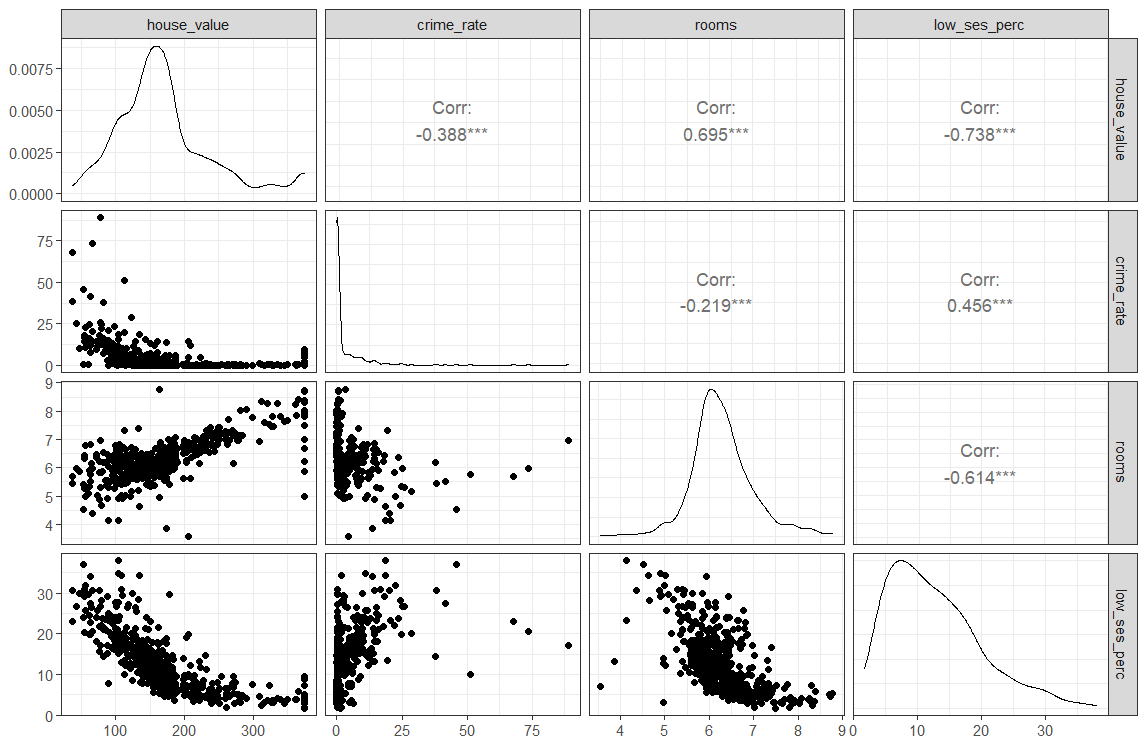 house_value crime_rate rooms low_ses_perc
0.0075
0.0050
0.0025
0.0000
Corr:
-0.388***
Corr:
0.695***
Corr:
-0.738***
house_value
75
50
25
0
Corr:
-0.219***
Corr:
0.456***
crime_rate
9
8
7
6
5
4
Corr:
-0.614***
rooms
30
20
10
0
low_ses_perc
100 200 300
0 25 50 75
4 5 6 7 8 9
0 10 20 30